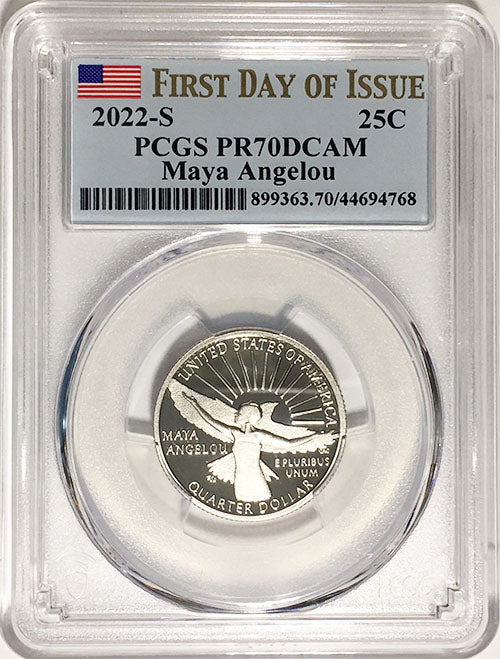 FIRST DAY OF ISSUE
2022-S 25C
PCGS PR70DCAM
Maya Angelou
899363.70/44694768
UNITED STATES OF AMERICA
MAYA
ANGELOU
E PLURIBUS
UNUM
QUARTER DOLLAR